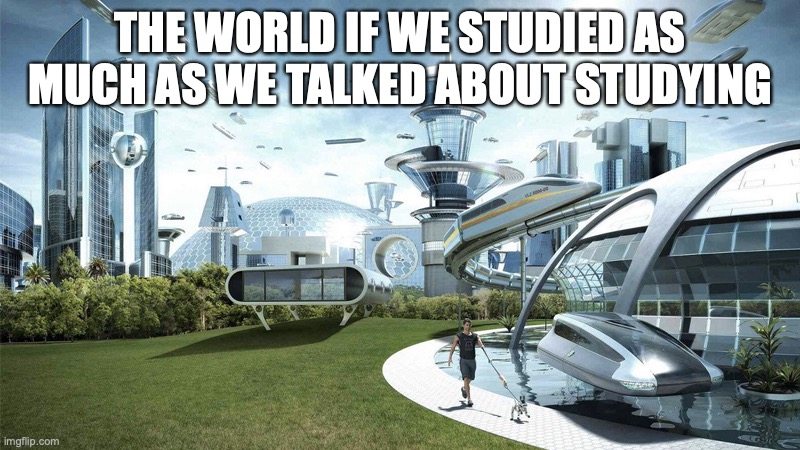 THE WORLD IF WE STUDIED AS
MUCH AS WE TALKED ABOUT STUDYING
imgflip.com